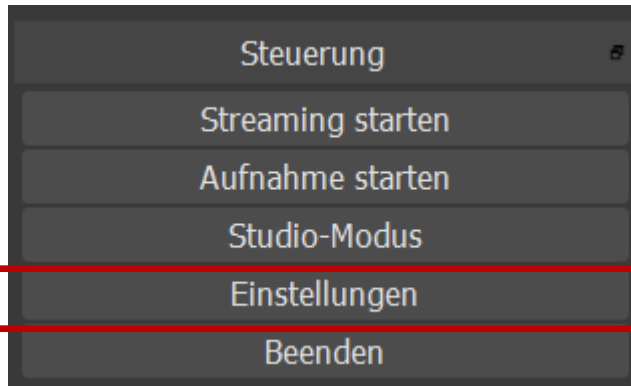 Steuerung
Streaming starten
Aufnahme starten
Studio-Modus
Einstellungen
Beenden